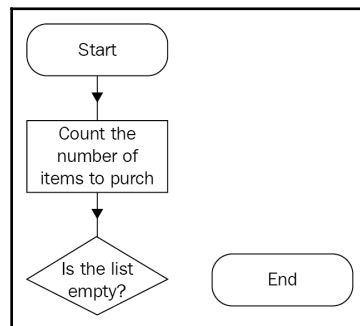 Start
Count the
number of
items to purch
Is the list
empty?
End